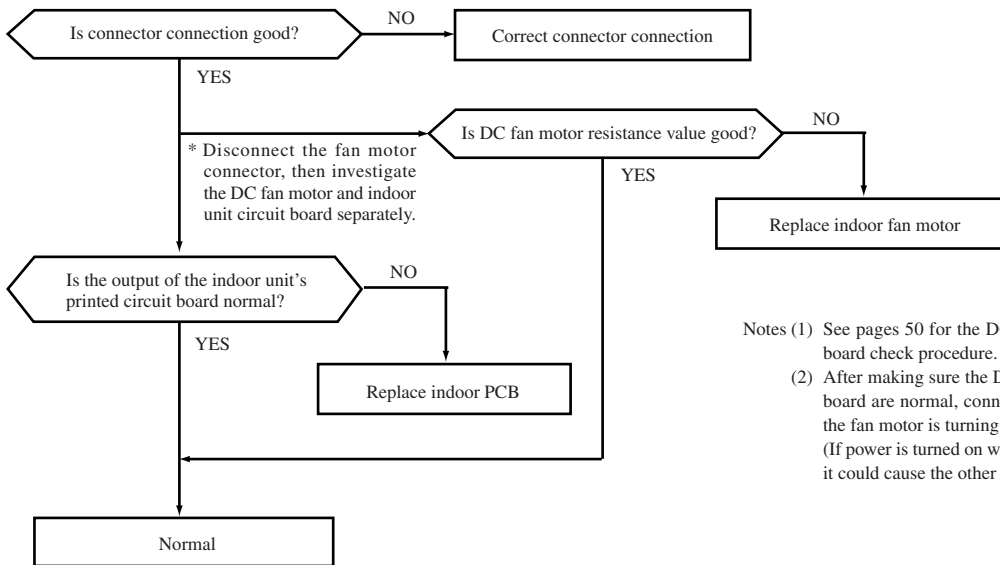 Is connector connection good?
NO
Correct connector connection
YES
Is DC fan motor resistance value good?
NO
* Disconnect the fan motor
connector, then investigate
the DC fan motor and indoor
unit circuit board separately.
YES
Replace indoor fan motor
Is the output of the indoor unit's
printed circuit board normal?
NO
YES
Replace indoor PCB
Notes (1) See pages 50 for the
board check procedure.
(2) After making sure the
board are normal, conn
the fan motor is turning
(If power is turned on w
it could cause the other
Normal